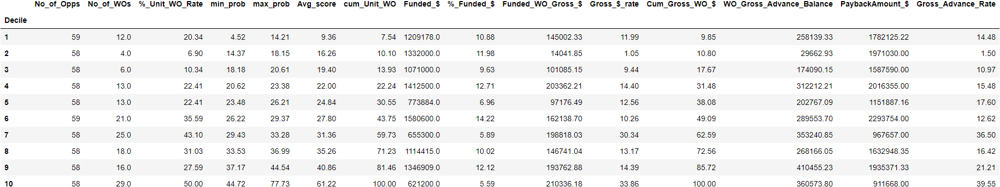 No_of_Opps No_of_WOs %_Unit_WO_Rate min_prob max_prob Avg_score cum_Unit_WO Funded_$ %_Funded_$ Funded_WO_Gross_$ Gross_$_rate Cum_Gross_WO_$ WO_Gross_Advance_Balance PaybackAmount_$ Gross_Advance_Rate
Decile
1 59 12.0 20.34 4.52 14.21 9.36 7.54 1209178.0 10.88 145002.33 11.99 9.85 258139.33 1782125.22 14.48
2 58 4.0 6.90 14.37 18.15 16.26 10.10 1332000.0 11.98 14041.85 1.05 10.80 29662.93 1971030.00 1.50
3 58 6.0 10.34 18.18 20.61 19.40 13.93 1071000.0 9.63 101085.15 9.44 17.67 174090.15 1587590.00 10.97
4 58 13.0 22.41 20.62 23.38 22.00 22.24 1412500.0 12.71 203362.21 14.40 31.48 312212.21 2016355.00 15.48
5 58 13.0 22.41 23.48 26.21 24.84 30.55 773884.0 6.96 97176.49 12.56 38.08 202767.09 1151887.16 17.60
6 59 21.0 35.59 26.22 29.37 27.80 43.75 1580600.0 14.22 162138.70 10.26 49.09 289553.70 2293754.00 12.62
7 58 25.0 43.10 29.43 33.28 31.36 59.73 655300.0 5.89 198818.03 30.34 62.59 353240.85 967657.00 36.50
8 58 18.0 31.03 33.53 36.99 35.26 71.23 1114415.0 10.02 146741.04 13.17 72.56 268166.05 1632948.35 16.42
9 58 16.0 27.59 37.17 44.54 40.86 81.46 1346909.0 12.12 193762.88 14.39 85.72 410455.23 1935371.33 21.21
10 58 29.0 50.00 44.72 77.73 61.22 100.00 621200.0 5.59 210336.18 33.86 100.00 360573.80 911668.00 39.55